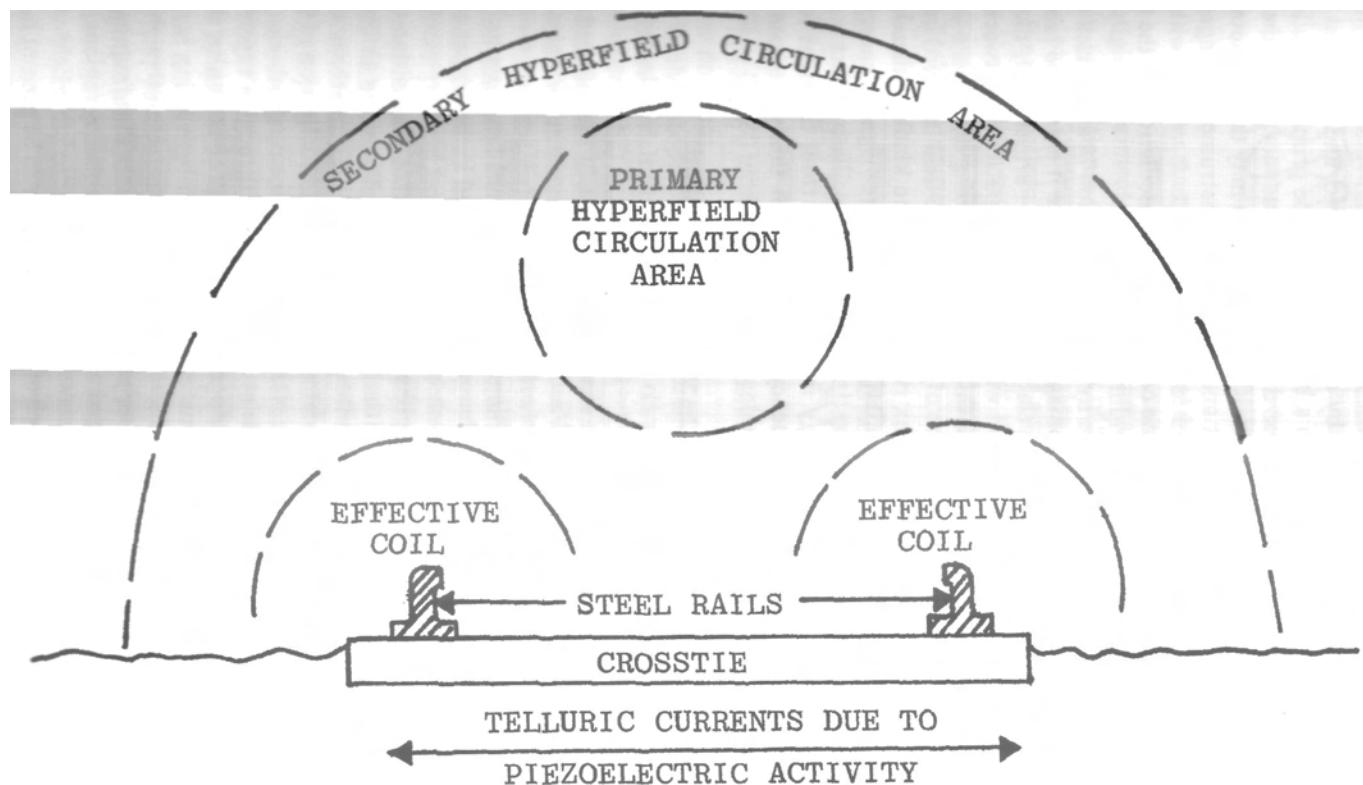 SECONDARY HYPERFIELD CIRCULATION AREA
PRIMARY
HYPERFIELD
CIRCULATION
AREA
EFFECTIVE
COIL
EFFECTIVE
COIL
STEEL RAILS
CROSSTIE
TELLURIC CURRENTS DUE TO
PIEZOELECTRIC ACTIVITY